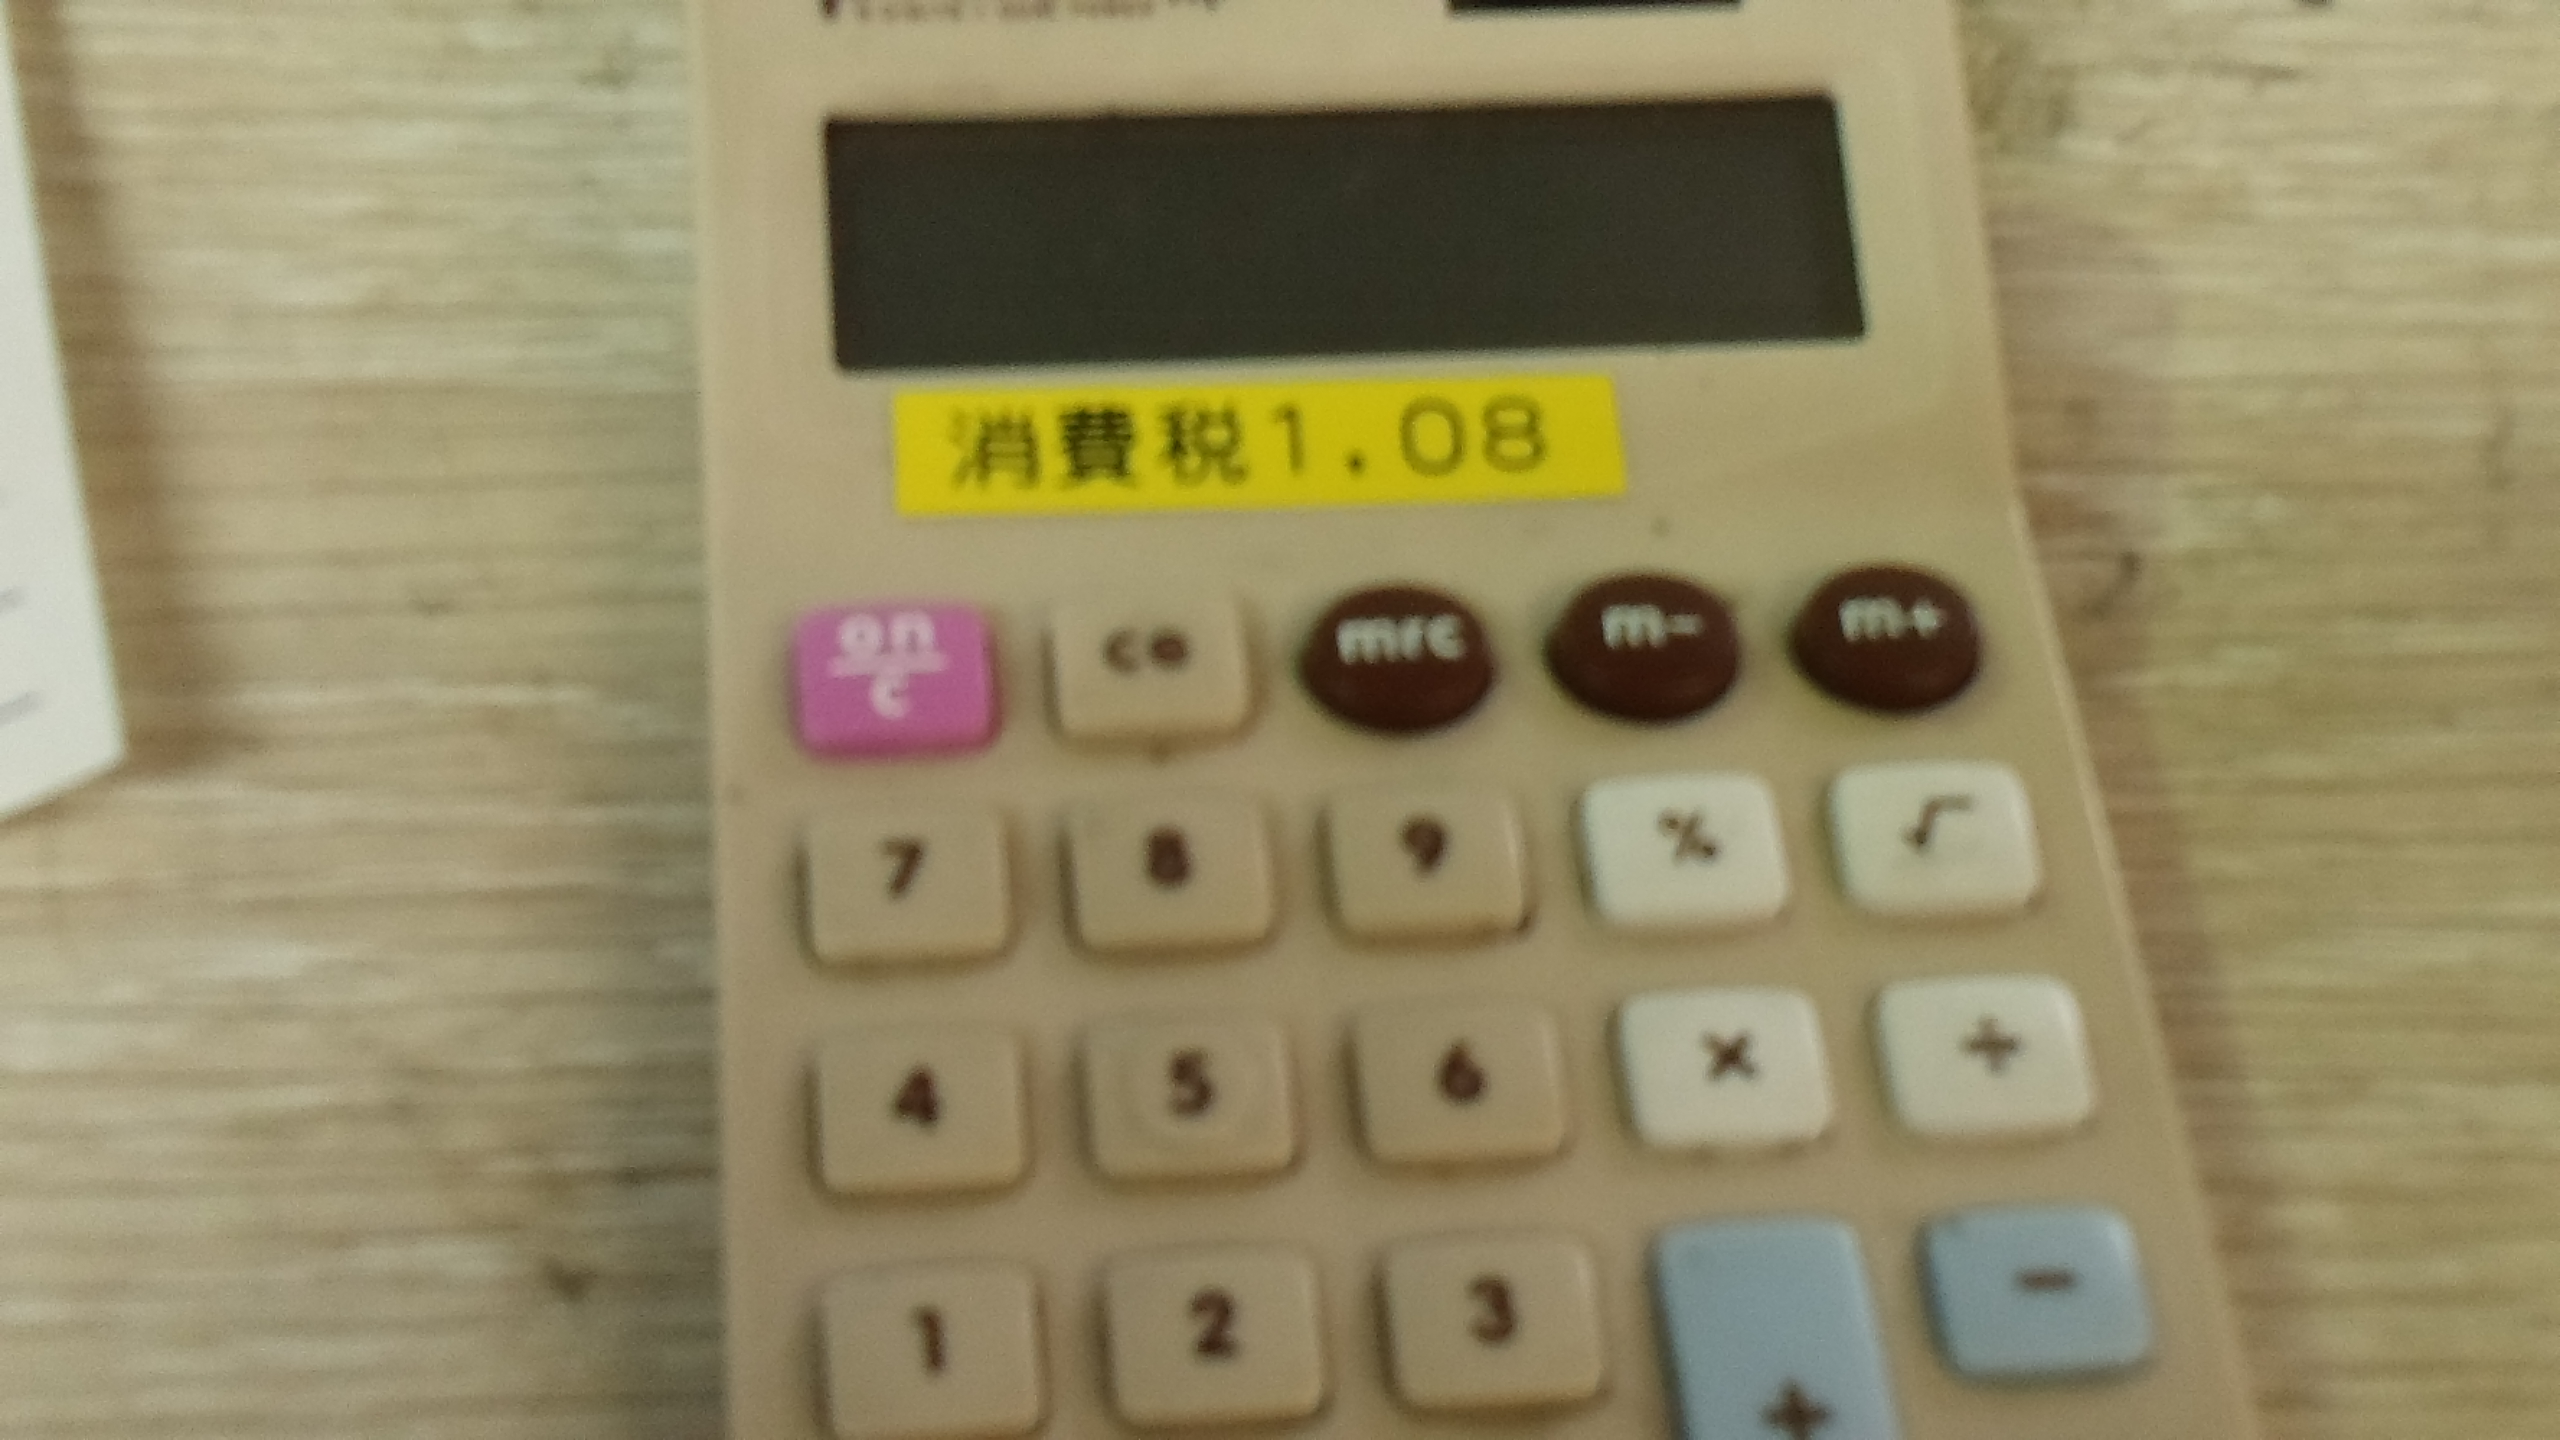 消費税1.08
on
c
ce mrc m- m+
7 8 9 % √
4 5 6 × ÷
1 2 3 + -